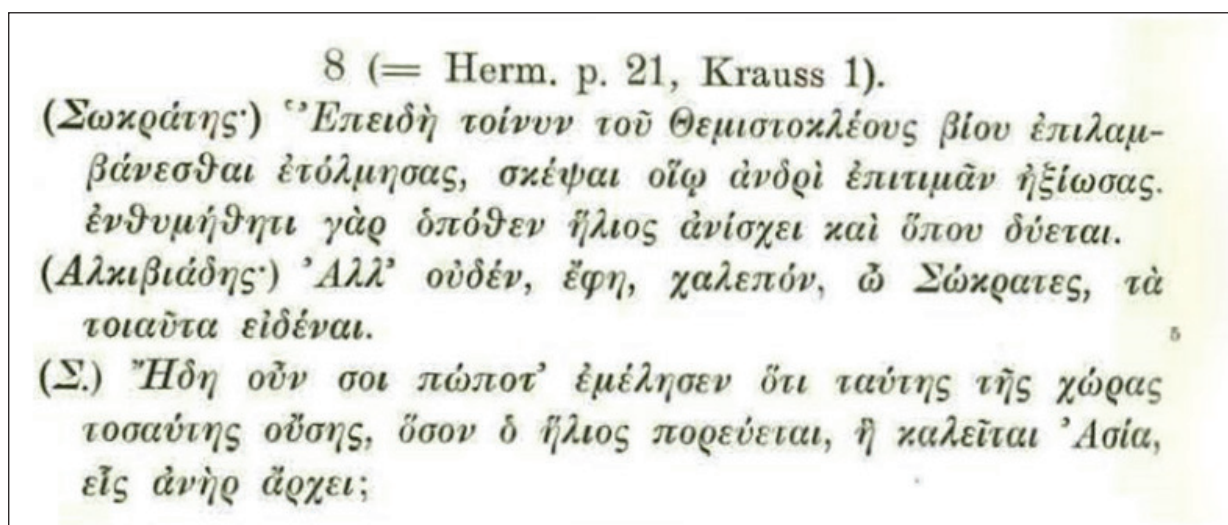 8 (= Herm. p. 21, Krauss 1).
(Σωκράτης·) “Ἐπειδὴ τοίνυν τοῦ Θεμιστοκλέους βίου ἐπιλαμ-
βάνεσθαι ἐτόλμησας, σκέψαι οἵῳ ἀνδρὶ ἐπιτιμᾶν ἠξίωσας.
ἐνθυμήθητι γὰρ ὁπόθεν ἥλιος ἀνίσχει καὶ ὅπου δύεται.
(Αλκιβιάδης·) Ἀλλ’ οὐδέν, ἔφη, χαλεπόν, ὦ Σώκρατες, τὰ
τοιαῦτα εἰδέναι.
5
(Σ.) Ἤδη οὖν σοι πώποτ’ ἐμέλησεν ὅτι ταύτης τῆς χώρας
τοσαύτης οὔσης, ὅσον ὁ ἥλιος πορεύεται, ἣ καλεῖται Ἀσία,
εἷς ἀνὴρ ἄρχει;